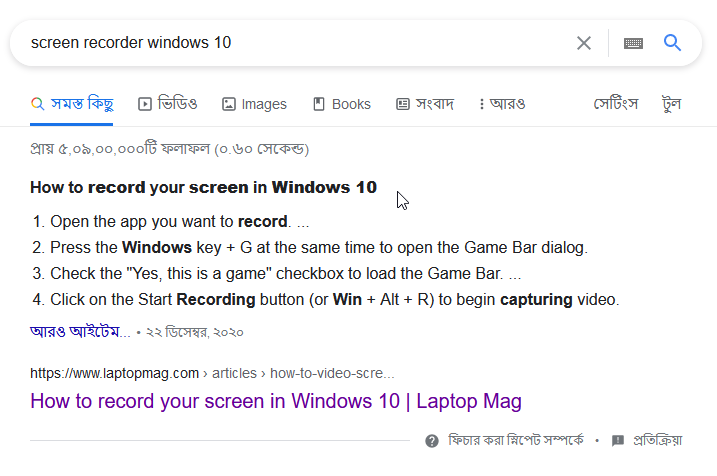 screen recorder windows 10
সমস্ত কিছু ভিডিও Images Books সংবাদ আরও সেটিংস টুল
প্রায় ৫,০৯,০০,০০০টি ফলাফল (০.৬০ সেকেন্ড)
How to record your screen in Windows 10
1. Open the app you want to record. ...
2. Press the Windows key + G at the same time to open the Game Bar dialog.
3. Check the "Yes, this is a game" checkbox to load the Game Bar. ...
4. Click on the Start Recording button (or Win + Alt + R) to begin capturing video.
আরও আইটেম... • ২২ ডিসেম্বর, ২০২০
https://www.laptopmag.com › articles › how-to-video-scre...
How to record your screen in Windows 10 | Laptop Mag
ফিচার করা স্নিপেট সম্পর্কে • প্রতিক্রিয়া